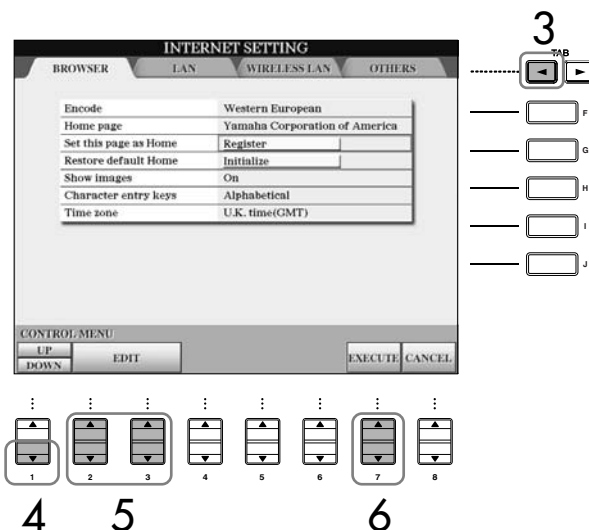 3
INTERNET SETTING
TAB
BROWSER LAN WIRELESS LAN OTHERS
Encode Western European
Home page Yamaha Corporation of America
Set this page as Home Register
Restore default Home Initialize
Show images On
Character entry keys Alphabetical
Time zone U.K. time(GMT)
F
G
H
I
J
CONTROL MENU
UP
DOWN
EDIT
EXECUTE
CANCEL
1 2 3 4 5 6 7 8
4 5 6